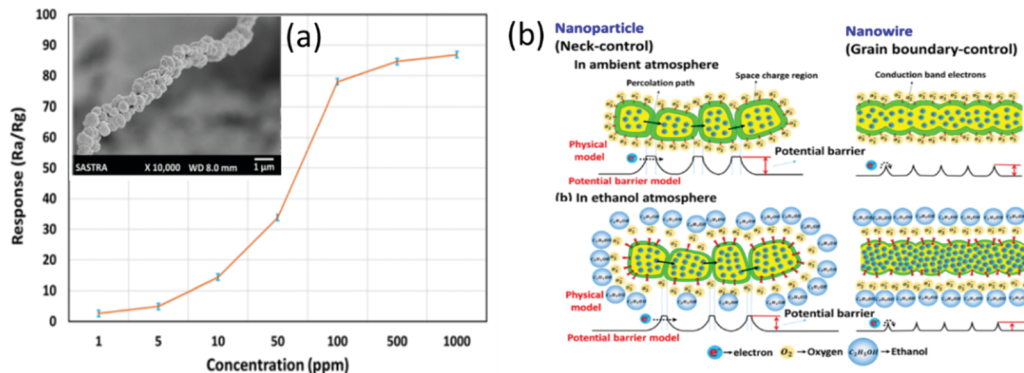 (a)
Response (Ra/Rg)
100
90
80
70
60
50
40
30
20
10
0
SASTRA X 10,000 WD 8.0 mm 1 µm
1 5 10 50 100 500 1000
Concentration (ppm)
(b)
Nanoparticle
(Neck-control)
Nanowire
(Grain boundary-control)
In ambient atmosphere
Percolation path
Space charge region
Conduction band electrons
Physical
model
e⁻
Potential barrier
Potential barrier model
e⁻
(b) In ethanol atmosphere
Physical
model
e⁻
Potential barrier
Potential barrier model
e⁻
e⁻ → electron O₂ → Oxygen C₂H₅OH → Ethanol